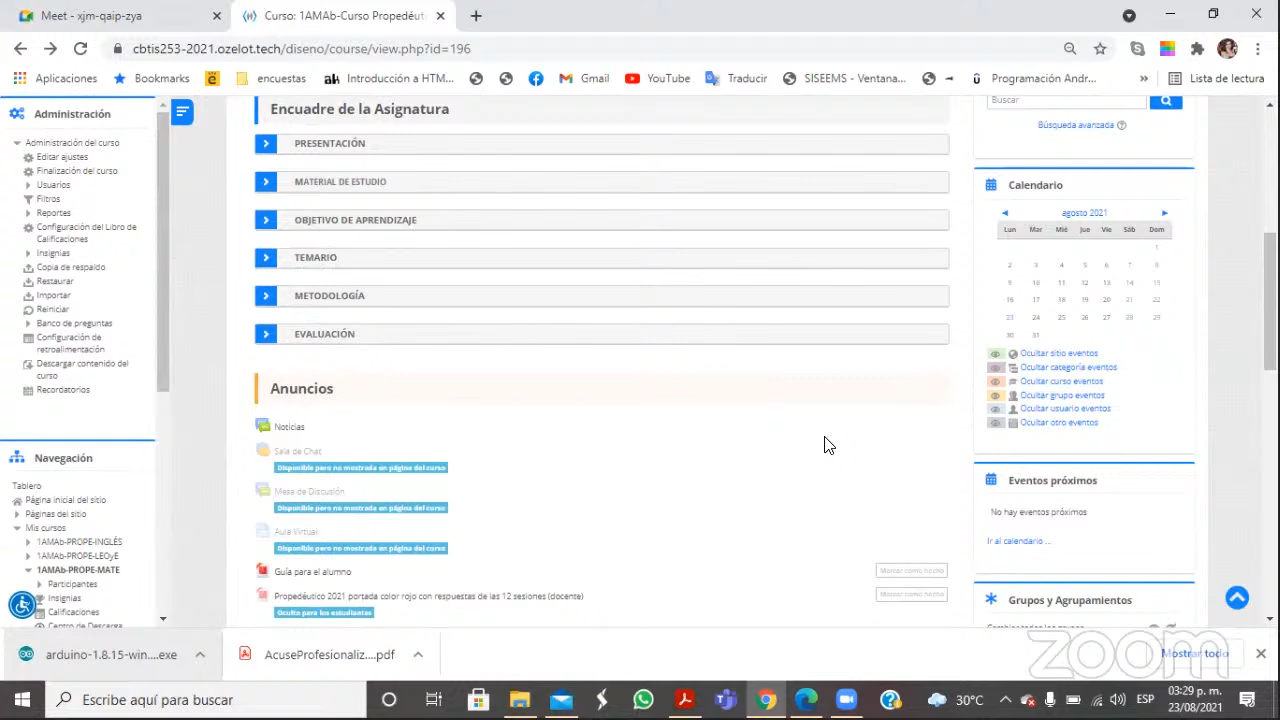 Meet - xjm-qaip-zya
Curso: 1AMAb-Curso Propedéut
cbtis253-2021.ozelot.tech/diseno/course/view.php?id=196
Aplicaciones
Bookmarks
encuestas
Introducción a HTM...
Gmail
YouTube
Traducir
SISEEMS - Ventana...
Programación Andr...
»
Lista de lectura
Administración
Administración del curso
Editar ajustes
Finalización del curso
Usuarios
Filtros
Reportes
Configuración del Libro de
Calificaciones
Insignias
Copia de respaldo
Restaurar
Importar
Reiniciar
Banco de preguntas
Configuración de
retroalimentación
Descargar contenido del
curso
Recordatorios
Navegación
Tablero
Página inicial del sitio
Páginas del sitio
Mis cursos
1AMAb-PROPE-INGLÉS
1AMAb-PROPE-LEOyE
1AMAb-PROPE-MATE
Participantes
Insignias
Calificaciones
Centro de Descarga
Encuadre de la Asignatura
PRESENTACIÓN
MATERIAL DE ESTUDIO
OBJETIVO DE APRENDIZAJE
TEMARIO
METODOLOGÍA
EVALUACIÓN
Anuncios
Noticias
Sala de Chat
Disponible pero no mostrada en página del curso
Mesa de Discusión
Disponible pero no mostrada en página del curso
Aula Virtual
Disponible pero no mostrada en página del curso
Guía para el alumno
Marcar como hecho
Propedéutico 2021 portada color rojo con respuestas de las 12 sesiones (docente)
Marcar como hecho
Oculto para los estudiantes
Buscar
Búsqueda avanzada
Calendario
agosto 2021
Lun Mar Mié Jue Vie Sáb Dom
1
2 3 4 5 6 7 8
9 10 11 12 13 14 15
16 17 18 19 20 21 22
23 24 25 26 27 28 29
30 31
Ocultar sitio eventos
Ocultar categoría eventos
Ocultar curso eventos
Ocultar grupo eventos
Ocultar usuario eventos
Ocultar otro eventos
Eventos próximos
No hay eventos próximos
Ir al calendario ...
Grupos y Agrupamientos
arduino-1.8.15-win....exe
AcuseProfesionaliz....pdf
Mostrar todo
zoom
Escribe aquí para buscar
30°C
ESP
03:29 p. m.
23/08/2021